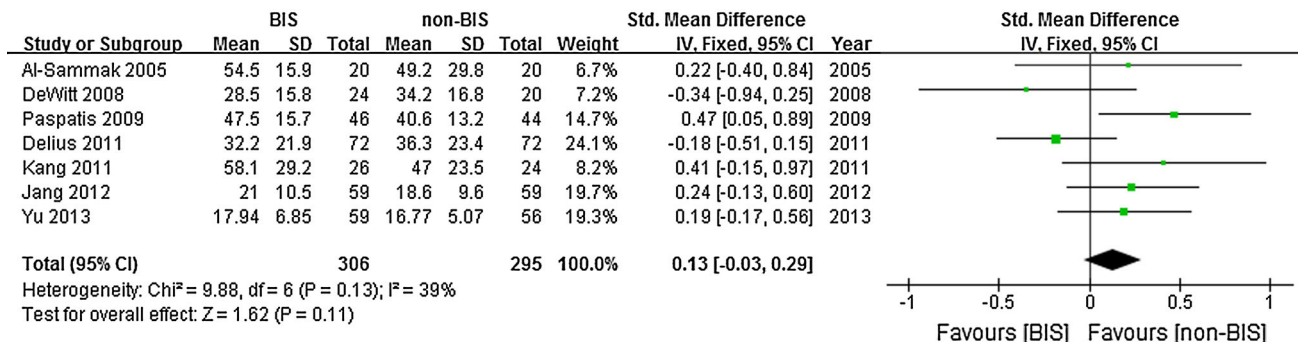 BIS non-BIS Std. Mean Difference Std. Mean Difference
Study or Subgroup Mean SD Total Mean SD Total Weight IV, Fixed, 95% CI Year IV, Fixed, 95% CI
Al-Sammak 2005 54.5 15.9 20 49.2 29.8 20 6.7% 0.22 [-0.40, 0.84] 2005
DeWitt 2008 28.5 15.8 24 34.2 16.8 20 7.2% -0.34 [-0.94, 0.25] 2008
Paspatis 2009 47.5 15.7 46 40.6 13.2 44 14.7% 0.47 [0.05, 0.89] 2009
Delius 2011 32.2 21.9 72 36.3 23.4 72 24.1% -0.18 [-0.51, 0.15] 2011
Kang 2011 58.1 29.2 26 47 23.5 24 8.2% 0.41 [-0.15, 0.97] 2011
Jang 2012 21 10.5 59 18.6 9.6 59 19.7% 0.24 [-0.13, 0.60] 2012
Yu 2013 17.94 6.85 59 16.77 5.07 56 19.3% 0.19 [-0.17, 0.56] 2013
Total (95% CI) 306 295 100.0% 0.13 [-0.03, 0.29]
Heterogeneity: Chi² = 9.88, df = 6 (P = 0.13); I² = 39%
Test for overall effect: Z = 1.62 (P = 0.11)
-1 -0.5 0 0.5 1
Favours [BIS] Favours [non-BIS]